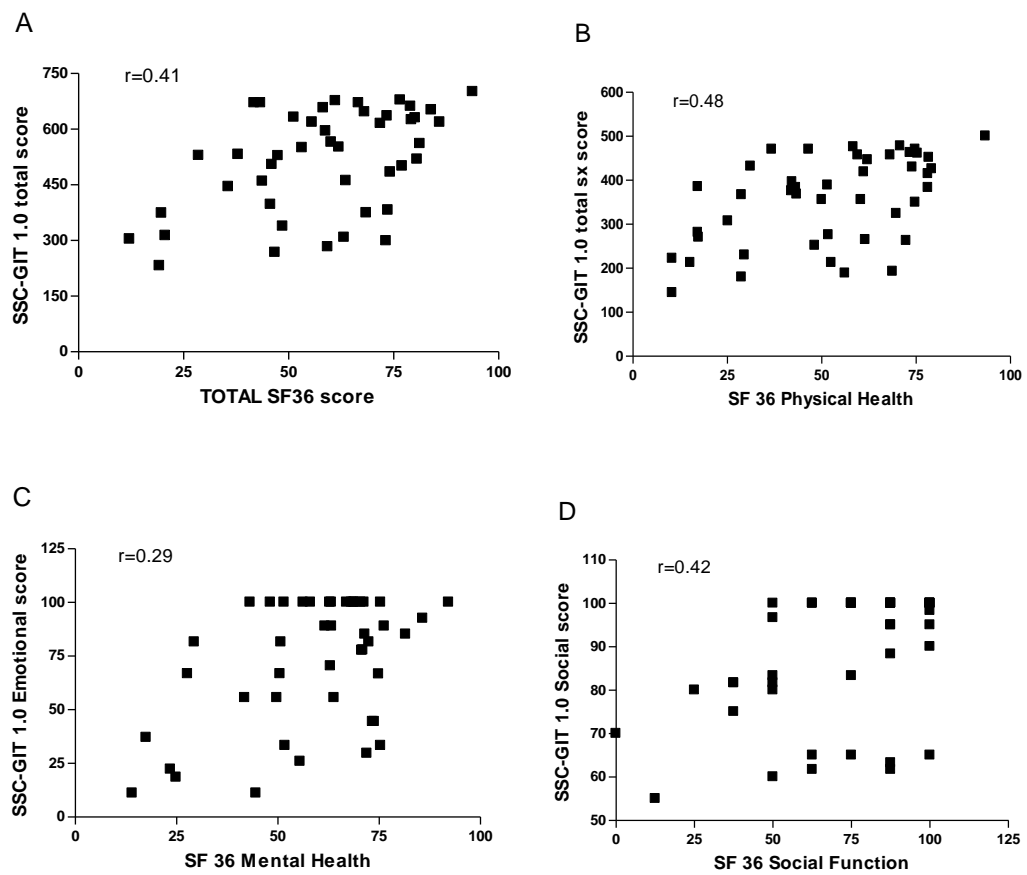 A
r=0.41
SSC-GIT 1.0 total score
750
600
450
300
150
0
0 25 50 75 100
TOTAL SF36 score
B
r=0.48
SSC-GIT 1.0 total sx score
600
500
400
300
200
100
0
0 25 50 75 100
SF 36 Physical Health
C
r=0.29
SSC-GIT 1.0 Emotional score
125
100
75
50
25
0
0 25 50 75 100
SF 36 Mental Health
D
r=0.42
SSC-GIT 1.0 Social score
110
100
90
80
70
60
50
0 25 50 75 100 125
SF 36 Social Function